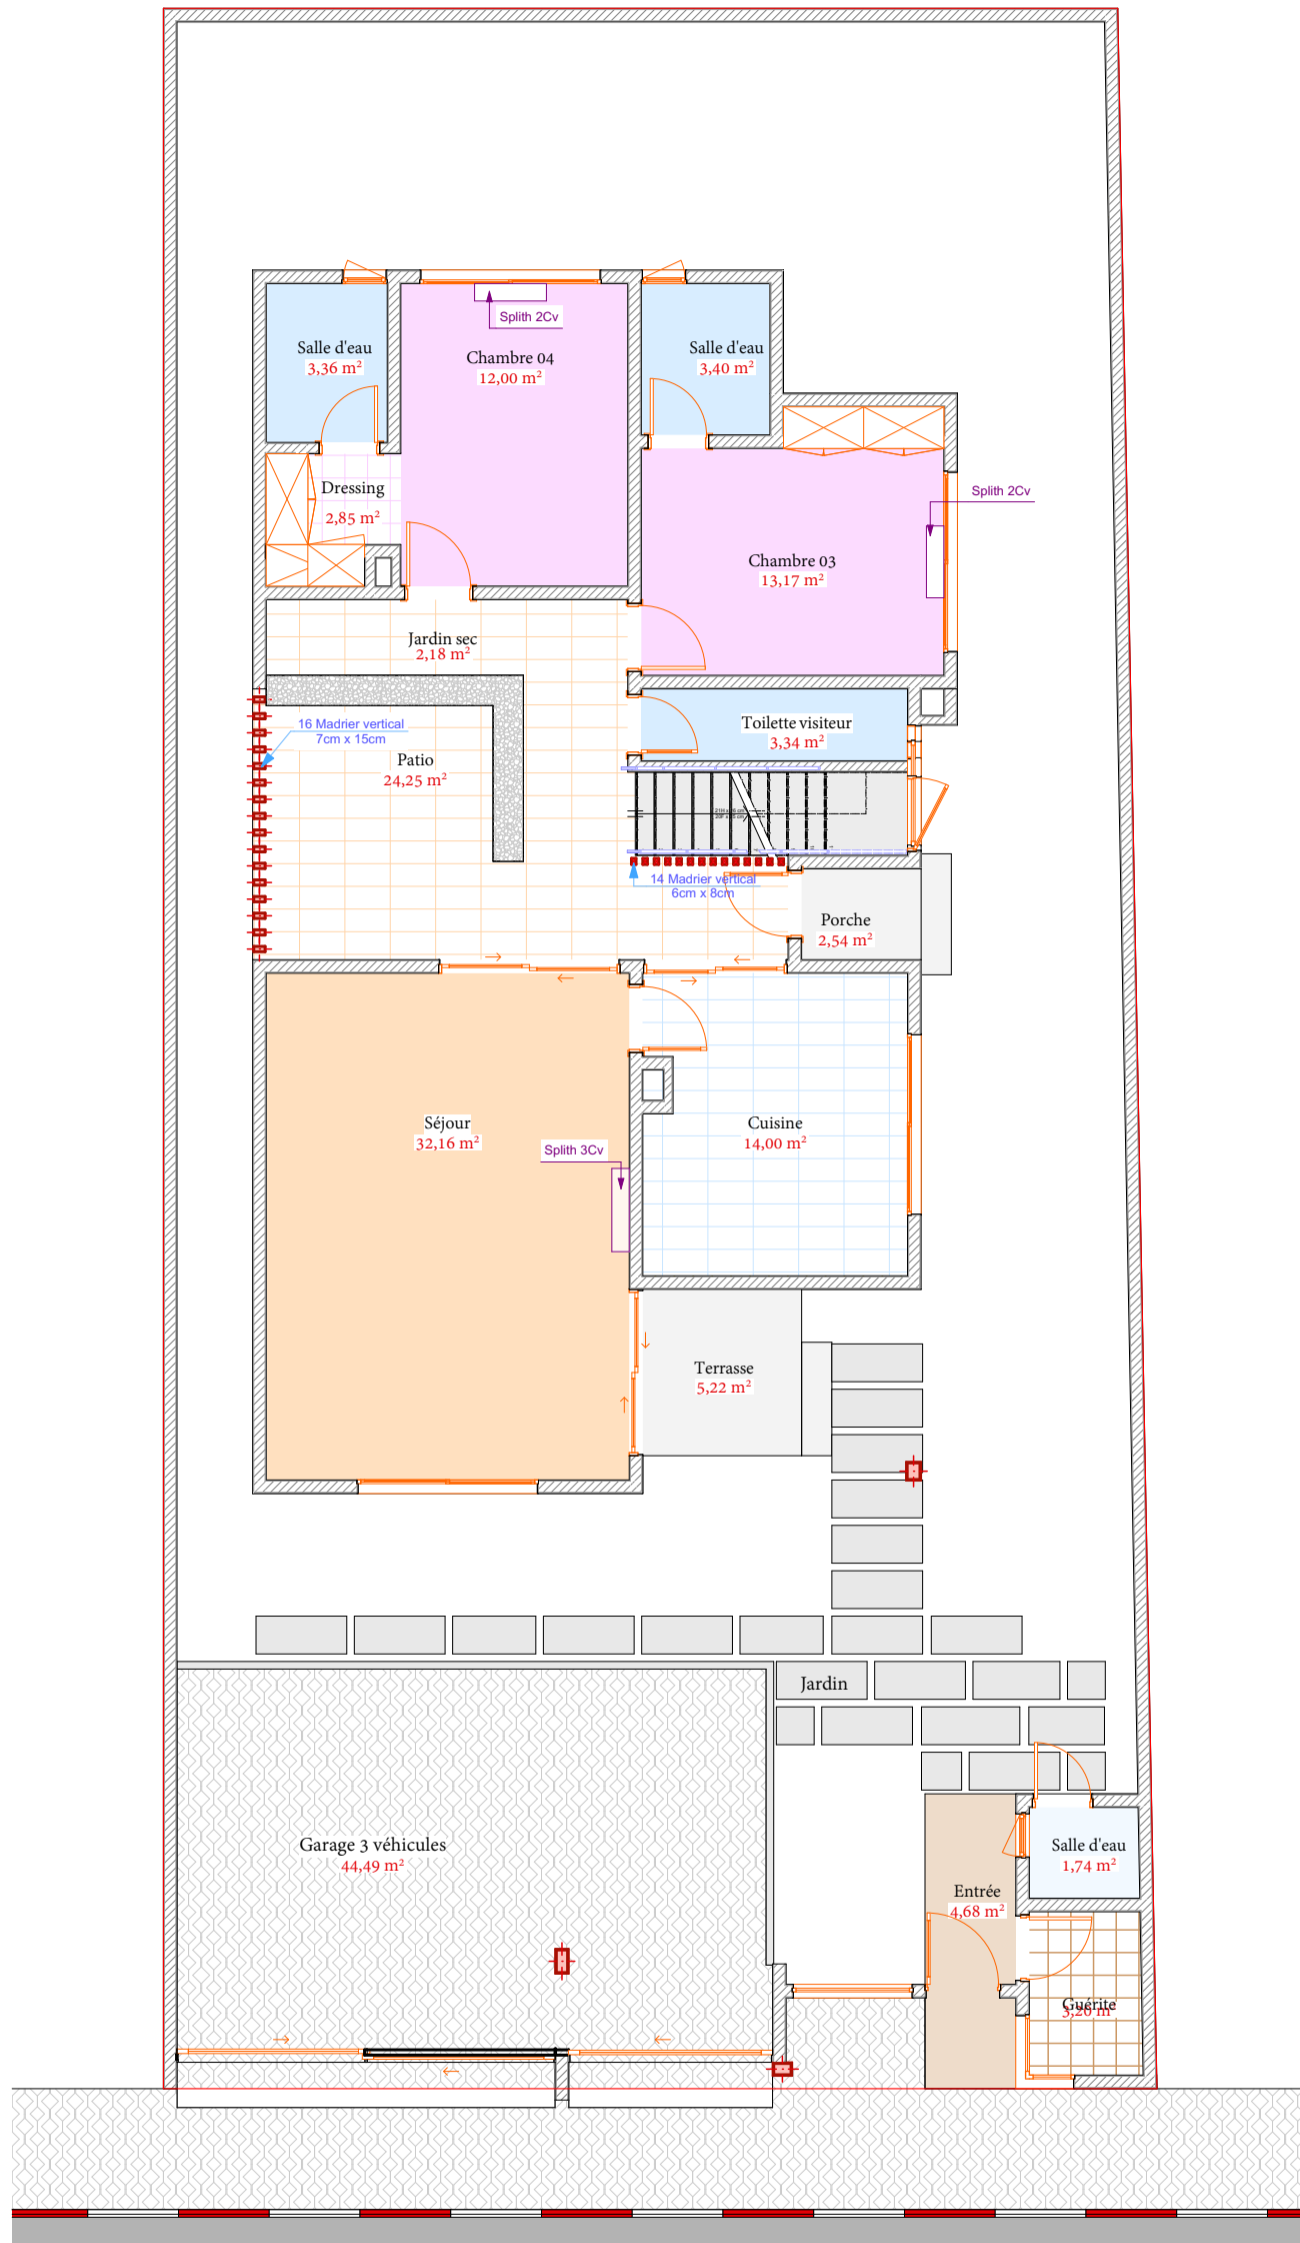 Splith 2Cv
Salle d'eau
3,36 m²
Chambre 04
12,00 m²
Salle d'eau
3,40 m²
Dressing
2,85 m²
Splith 2Cv
Chambre 03
13,17 m²
Jardin sec
2,18 m²
16 Madrier vertical
7cm x 15cm
Toilette visiteur
3,34 m²
Patio
24,25 m²
14 Madrier vertical
6cm x 8cm
Porche
2,54 m²
Séjour
32,16 m²
Splith 3Cv
Cuisine
14,00 m²
Terrasse
5,22 m²
Jardin
Garage 3 véhicules
44,49 m²
Salle d'eau
1,74 m²
Entrée
4,68 m²
Guérite
3,20 m²